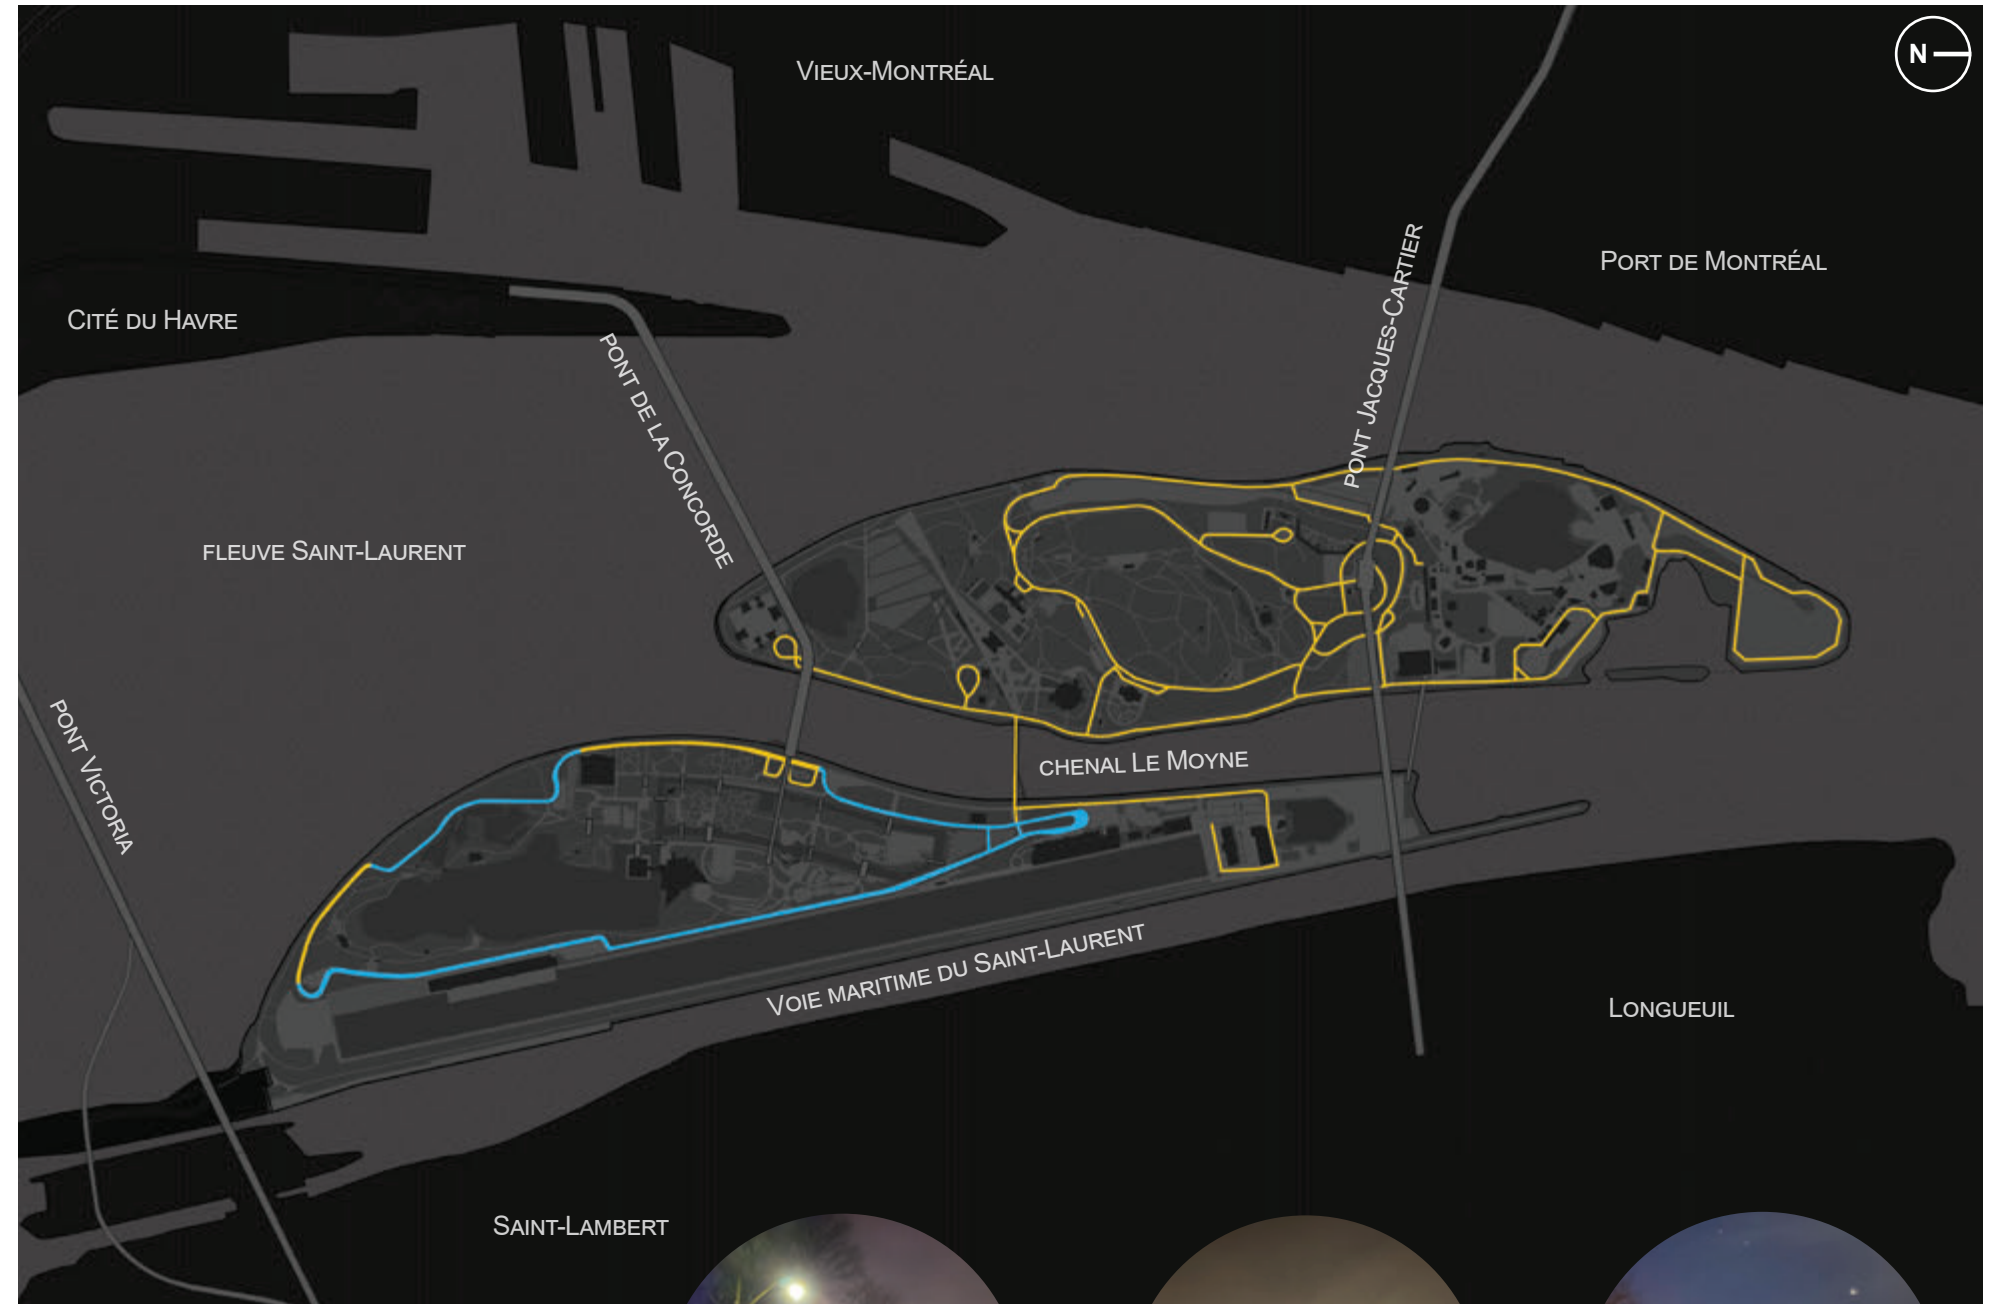 VIEUX-MONTRÉAL
N
PORT DE MONTRÉAL
CITÉ DU HAVRE
PONT JACQUES-CARTIER
PONT DE LA CONCORDE
FLEUVE SAINT-LAURENT
PONT VICTORIA
CHENAL LE MOYNE
VOIE MARITIME DU SAINT-LAURENT
LONGUEUIL
SAINT-LAMBERT